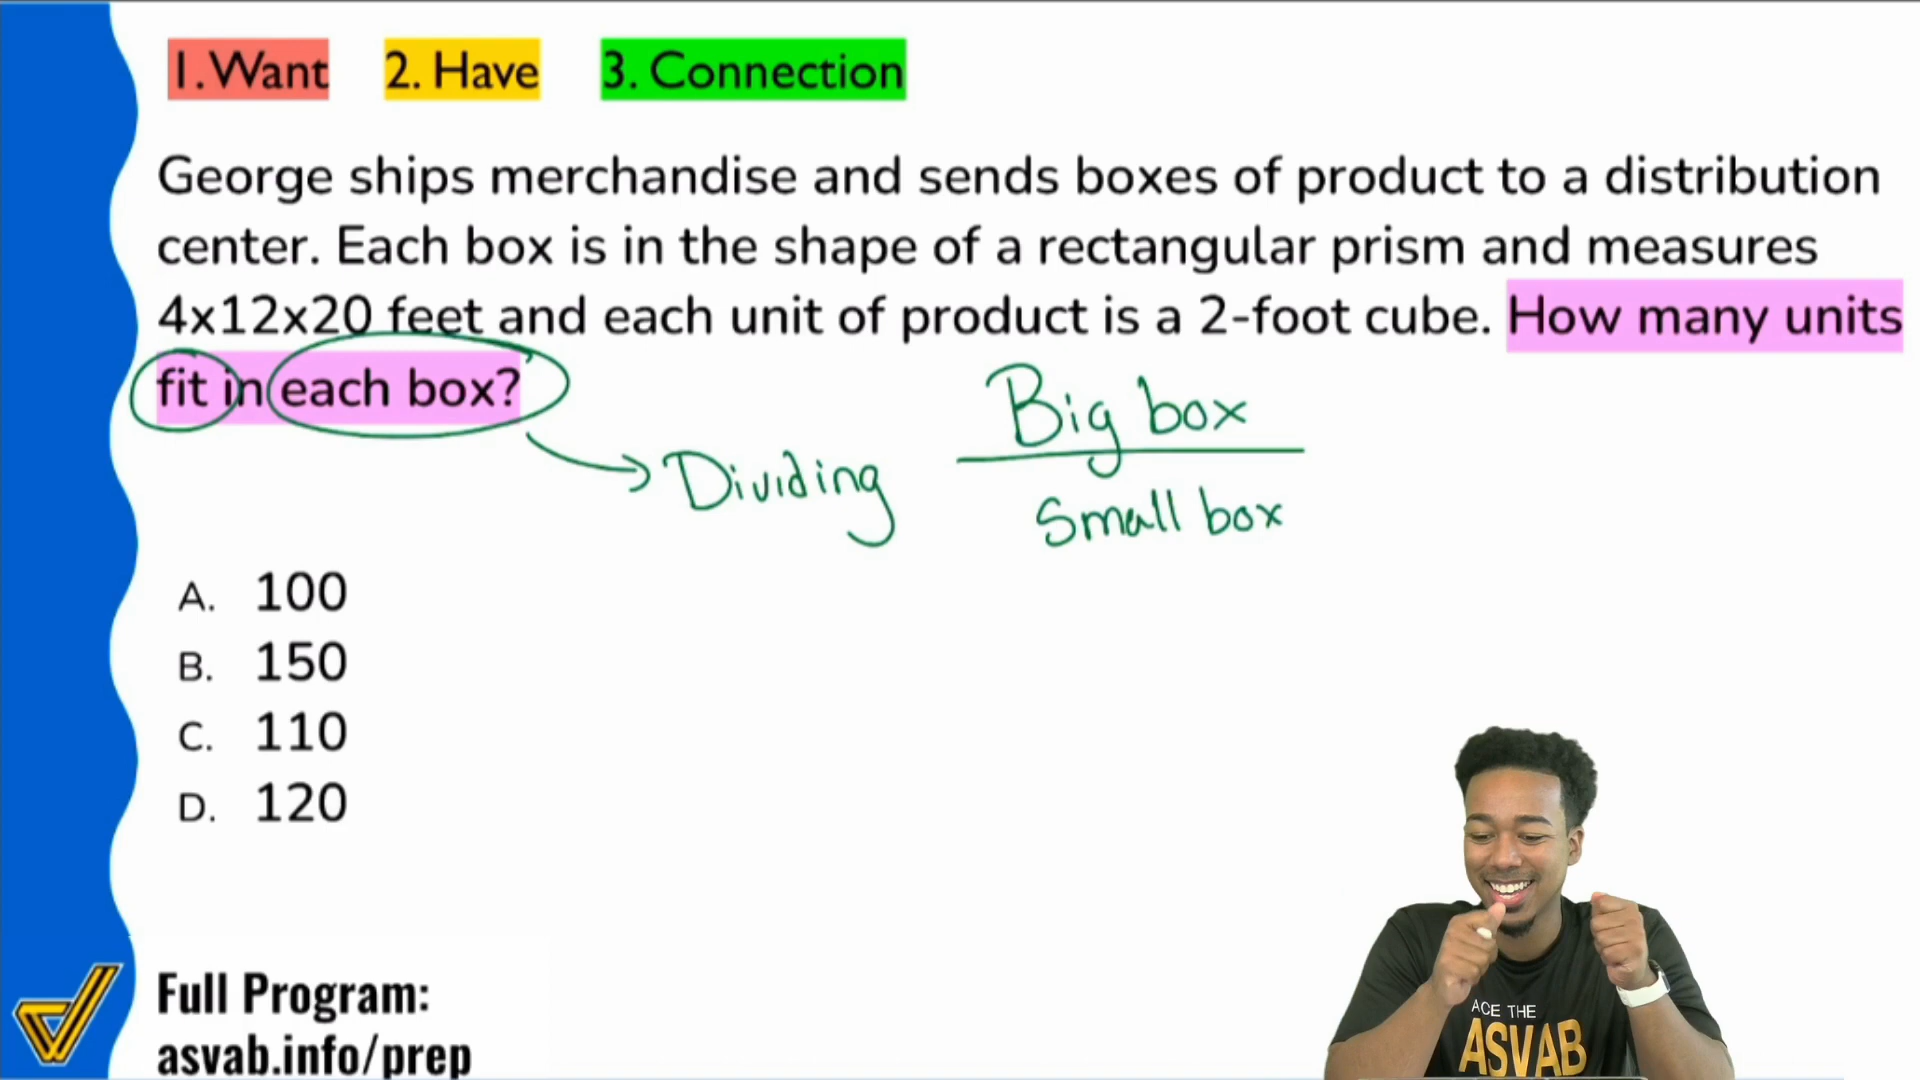 1. Want 2. Have 3. Connection
George ships merchandise and sends boxes of product to a distribution
center. Each box is in the shape of a rectangular prism and measures
4x12x20 feet and each unit of product is a 2-foot cube. How many units
fit in each box?
Big box
Dividing
Small box
A. 100
B. 150
C. 110
D. 120
Full Program:
asvab.info/prep
ACE THE
ASVAB